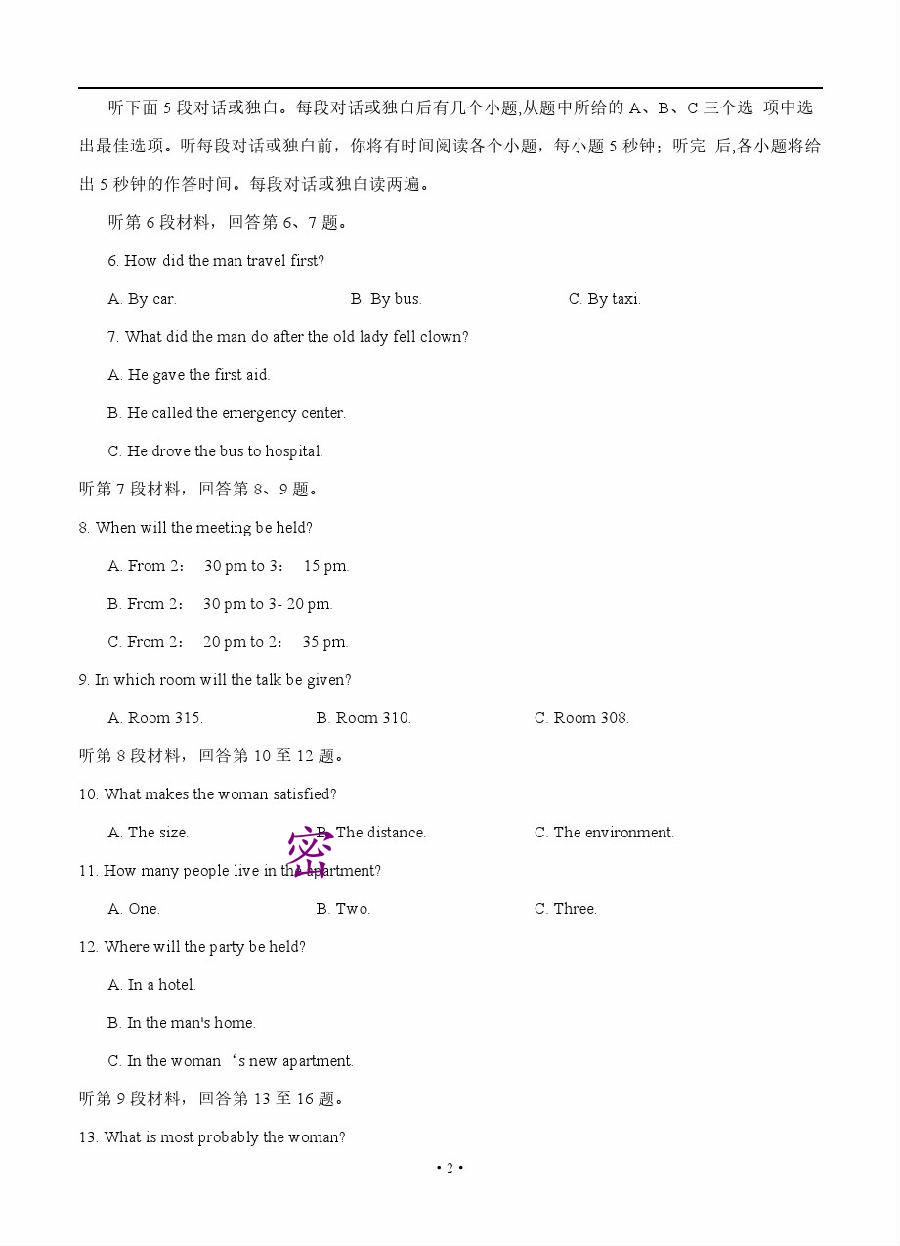 听下面 5 段对话或独白。每段对话或独白后有几个小题,从题中所给的 A、B、C 三个选 项中选
出最佳选项。听每段对话或独白前，你将有时间阅读各个小题，每小题 5 秒钟；听完 后,各小题将给
出 5 秒钟的作答时间。每段对话或独白读两遍。
听第 6 段材料，回答第 6、7 题。
6. How did the man travel first?
A. By car. B By bus. C. By taxi.
7. What did the man do after the old lady fell clown?
A. He gave the first aid.
B. He called the emergency center.
C. He drove the bus to hospital.
听第 7 段材料，回答第 8、9 题。
8. When will the meeting be held?
A. From 2： 30 pm to 3： 15 pm.
B. From 2： 30 pm to 3- 20 pm.
C. From 2： 20 pm to 2： 35 pm.
9. In which room will the talk be given?
A. Room 315. B. Room 310. C. Room 308.
听第 8 段材料，回答第 10 至 12 题。
10. What makes the woman satisfied?
A. The size. B. The distance. C. The environment.
密
11. How many people live in the apartment?
A. One. B. Two. C. Three.
12. Where will the party be held?
A. In a hotel.
B. In the man's home.
C. In the woman ‘s new apartment.
听第 9 段材料，回答第 13 至 16 题。
13. What is most probably the woman?
• 2 •